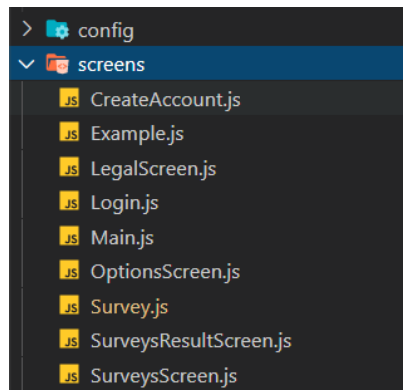 config
screens
JS CreateAccount.js
JS Example.js
JS LegalScreen.js
JS Login.js
JS Main.js
JS OptionsScreen.js
JS Survey.js
JS SurveysResultScreen.js
JS SurveysScreen.js